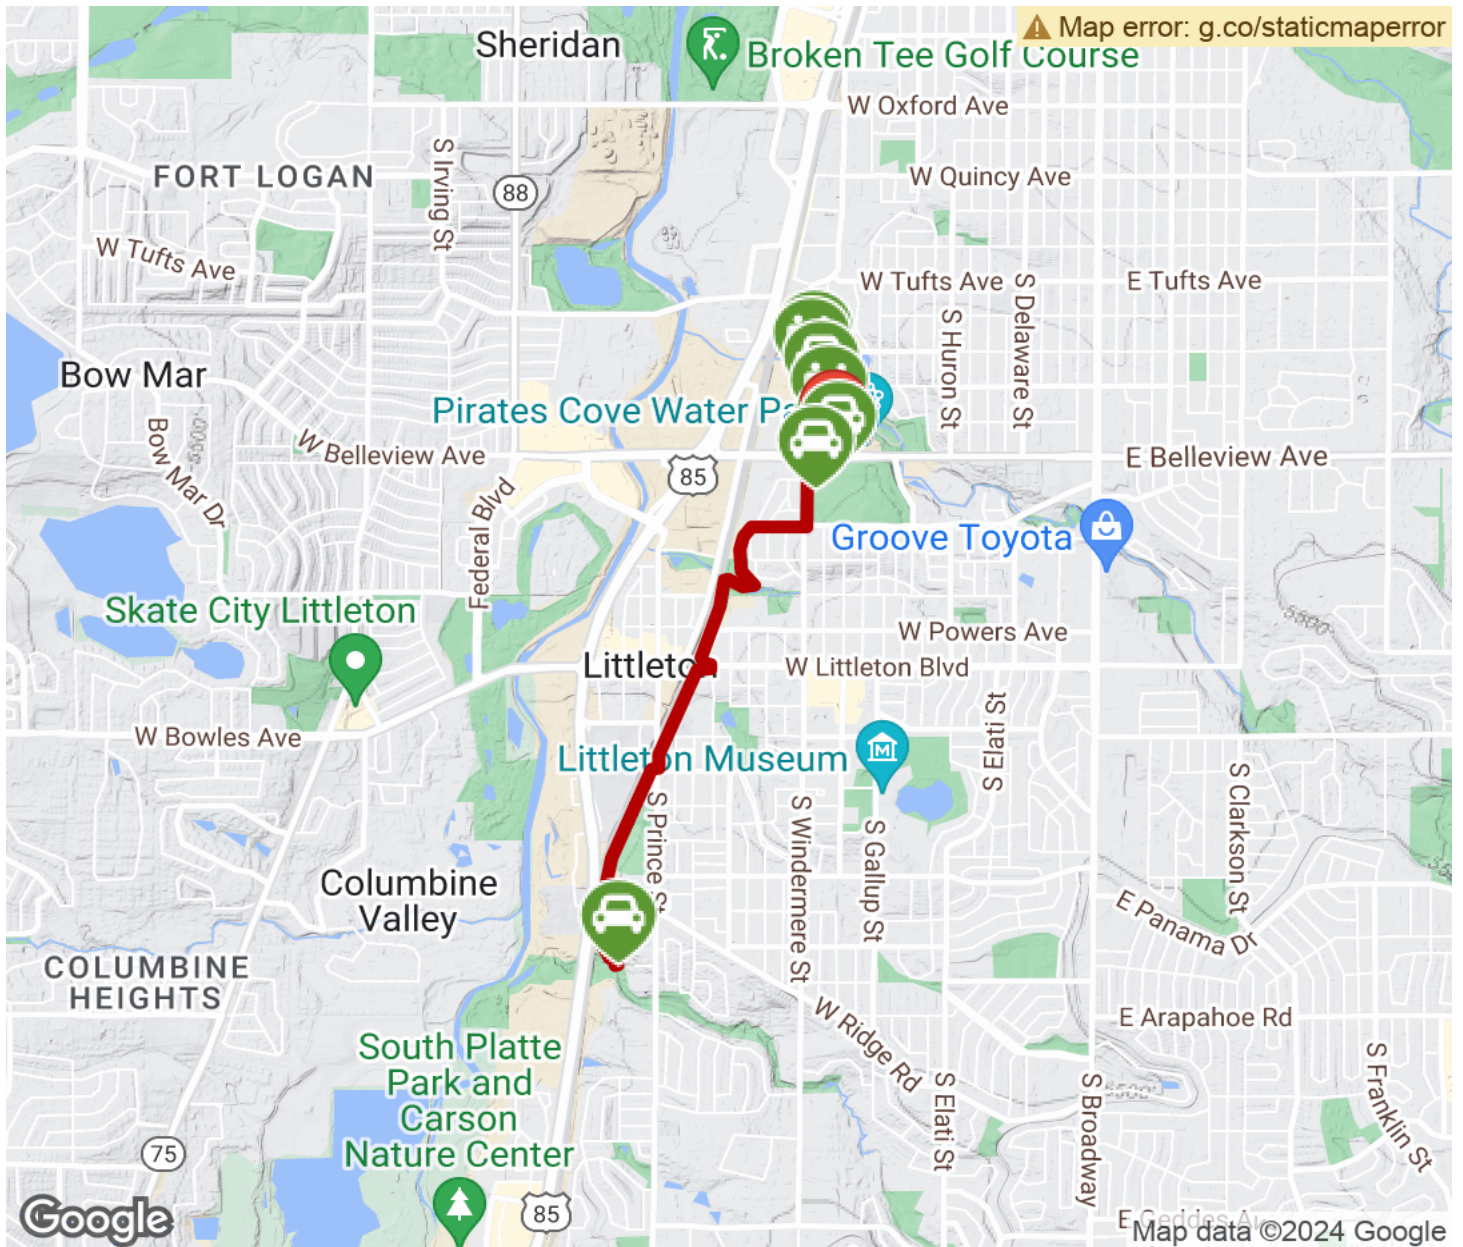 Map error: g.co/staticmaperror
Sheridan
Broken Tee Golf Course
W Oxford Ave
FORT LOGAN
S Irving St
88
W Quincy Ave
W Tufts Ave
W Tufts Ave
E Tufts Ave
S Huron St
S Delaware St
Bow Mar
Pirates Cove Water Pa
Bow Mar Dr
W Belleview Ave
E Belleview Ave
85
Federal Blvd
Groove Toyota
Skate City Littleton
W Powers Ave
Littleton
W Littleton Blvd
S Elati St
W Bowles Ave
Littleton Museum
S Prince St
S Windermere St
S Gallup St
S Clarkson St
Columbine
Valley
E Panama Dr
COLUMBINE
HEIGHTS
W Ridge Rd
E Arapahoe Rd
South Platte
Park and
Carson
Nature Center
S Elati St
S Broadway
5500
S Franklin St
75
85
Google
E Geddes Av
Map data ©2024 Google